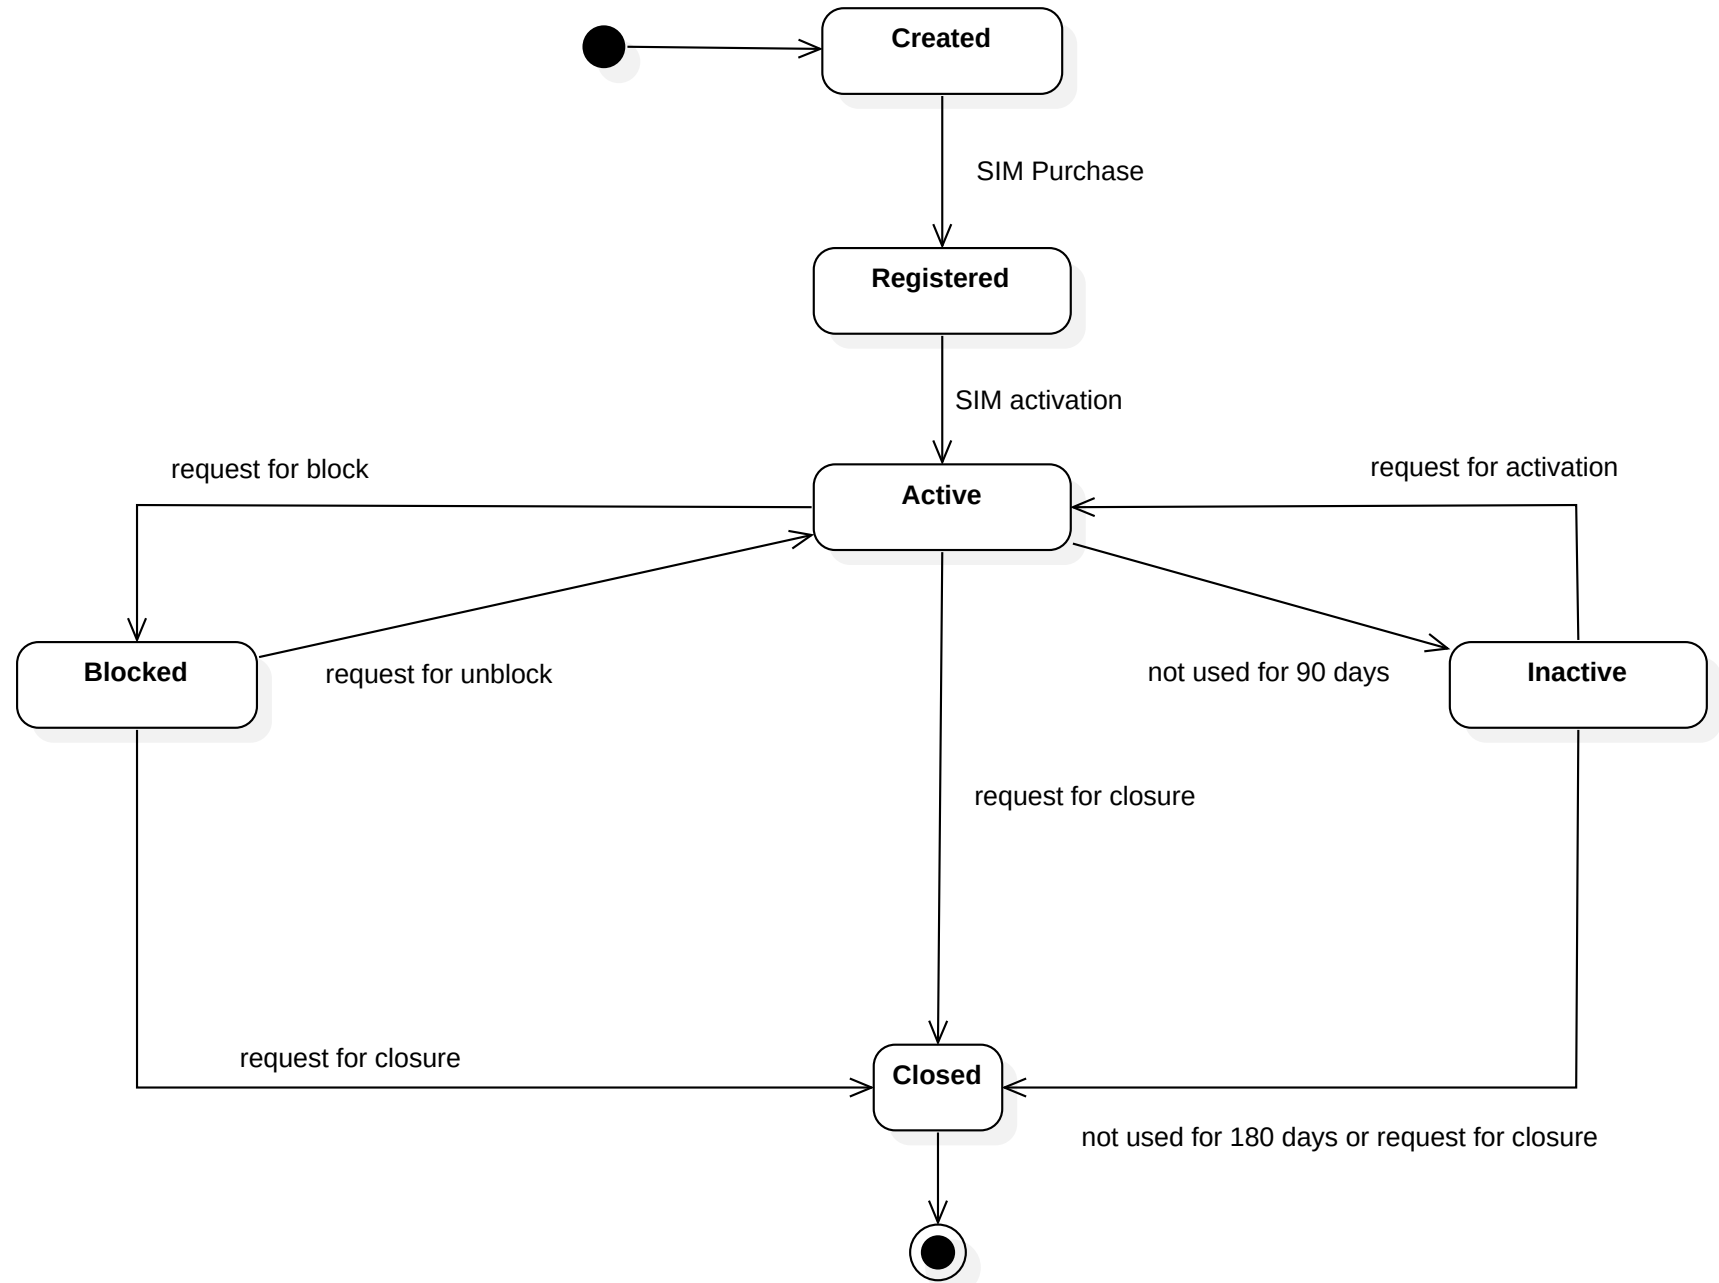 Created
SIM Purchase
Registered
SIM activation
request for block
Active
request for activation
Blocked
request for unblock
not used for 90 days
Inactive
request for closure
request for closure
Closed
not used for 180 days or request for closure